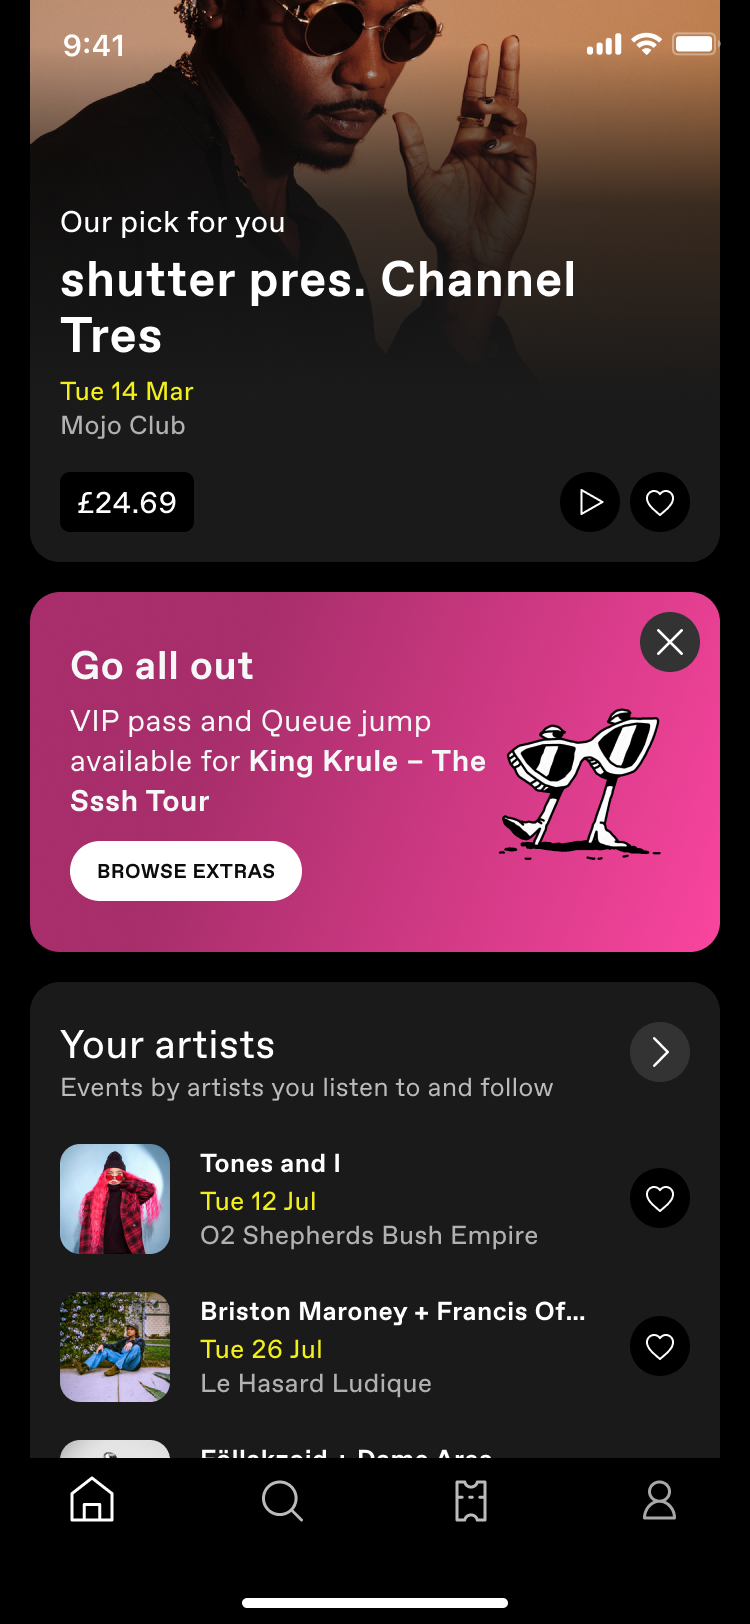 9:41
Our pick for you
shutter pres. Channel
Tres
Tue 14 Mar
Mojo Club
£24.69
Go all out
VIP pass and Queue jump
available for King Krule – The
Sssh Tour
BROWSE EXTRAS
Your artists
Events by artists you listen to and follow
Tones and I
Tue 12 Jul
O2 Shepherds Bush Empire
Briston Maroney + Francis Of...
Tue 26 Jul
Le Hasard Ludique